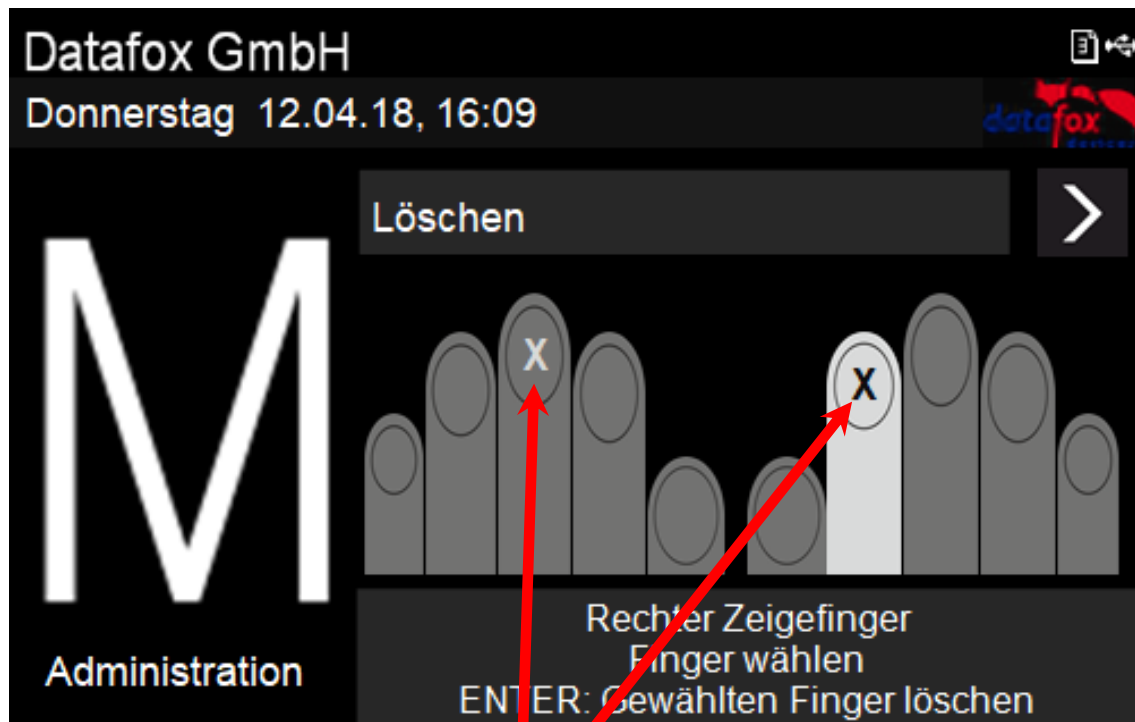 Datafox GmbH
Donnerstag 12.04.18, 16:09
datafox
Löschen
X X
M
Administration
Rechter Zeigefinger
Finger wählen
ENTER: Gewählten Finger löschen